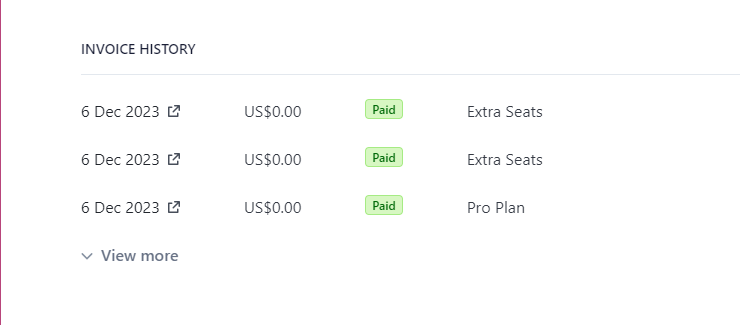 INVOICE HISTORY
6 Dec 2023 US$0.00 Paid Extra Seats
6 Dec 2023 US$0.00 Paid Extra Seats
6 Dec 2023 US$0.00 Paid Pro Plan
View more